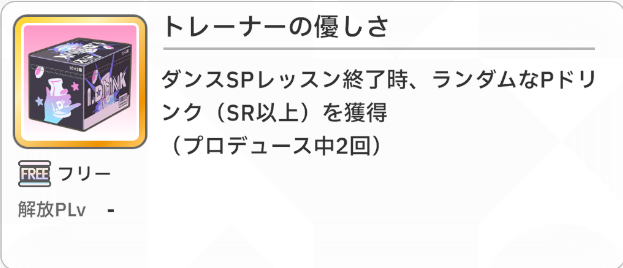 トレーナーの優しさ
ダンスSPレッスン終了時、ランダムなPドリ
ンク（SR以上）を獲得
（プロデュース中2回）
FREE フリー
解放PLv -